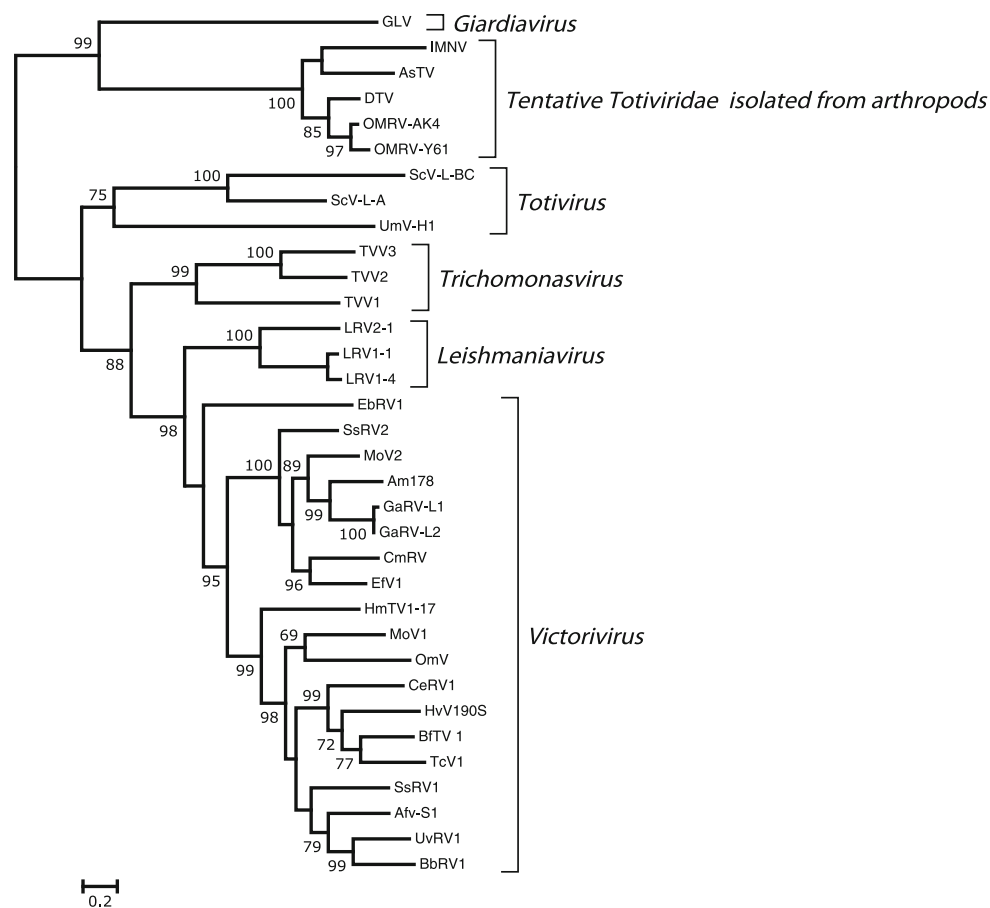 GLV
Giardiavirus
99
IMNV
AsTV
Tentative Totiviridae isolated from arthropods
100
DTV
85
OMRV-AK4
97
OMRV-Y61
ScV-L-BC
100
75
ScV-L-A
Totivirus
UmV-H1
TVV3
100
99
TVV2
Trichomonasvirus
TVV1
LRV2-1
100
88
LRV1-1
Leishmaniavirus
LRV1-4
98
EbRV1
SsRV2
MoV2
100
89
Am178
99
GaRV-L1
100
GaRV-L2
CmRV
96
EfV1
95
HmTV1-17
69
MoV1
Victorivirus
99
OmV
CeRV1
99
98
HvV190S
72
BfTV 1
77
TcV1
SsRV1
Afv-S1
79
UvRV1
99
BbRV1
0.2